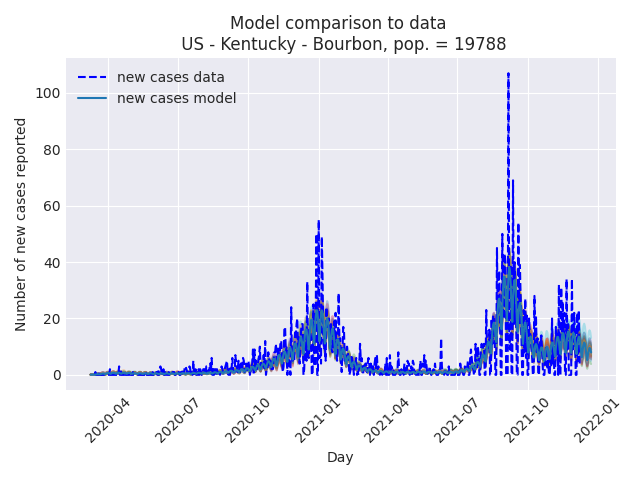 Model comparison to data
US - Kentucky - Bourbon, pop. = 19788
new cases data
new cases model
Number of new cases reported
100
80
60
40
20
0
2020-04
2020-07
2020-10
2021-01
2021-04
2021-07
2021-10
2022-01
Day